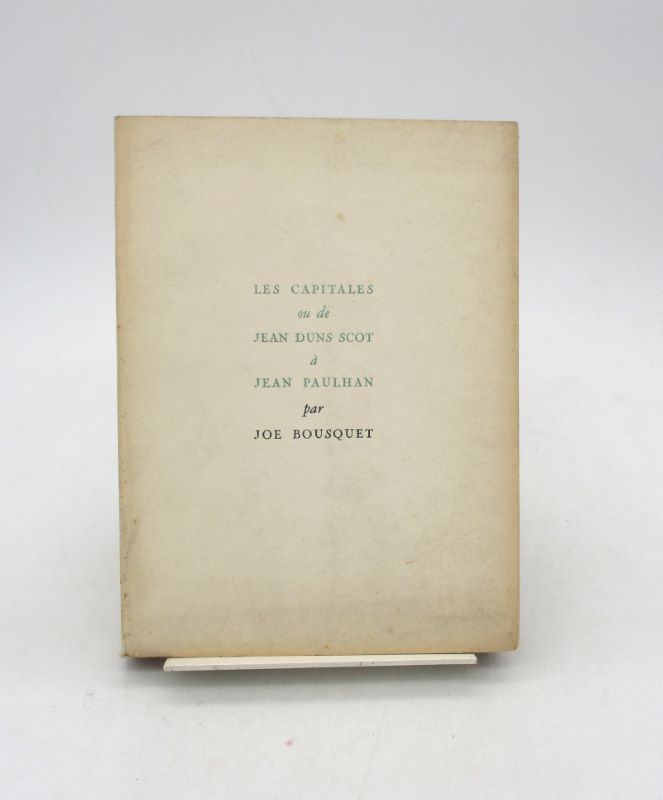 LES CAPITALES
ou de
JEAN DUNS SCOT
à
JEAN PAULHAN
par
JOE BOUSQUET